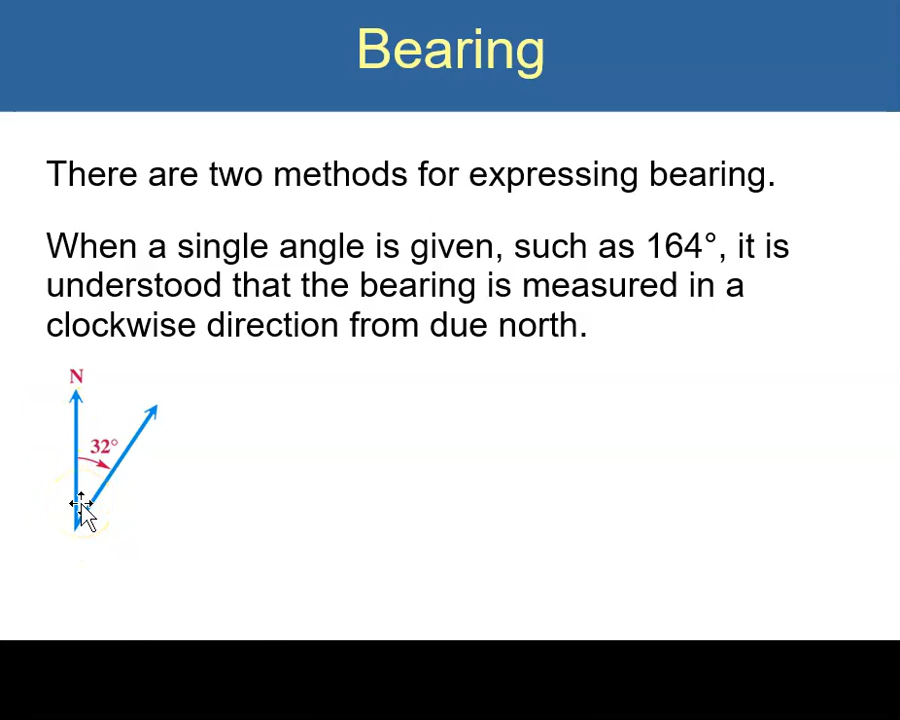 Bearing
There are two methods for expressing bearing.
When a single angle is given, such as 164°, it is
understood that the bearing is measured in a
clockwise direction from due north.
N
32°